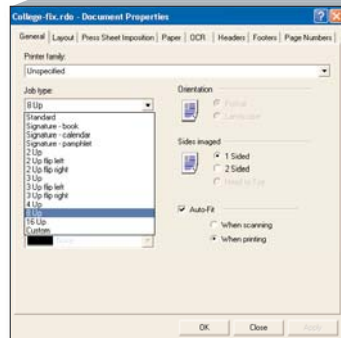 College-fix.rdo - Document Properties
General Layout Press Sheet Imposition Paper OCR Headers Footers Page Numbers
Printer family:
Unspecified
Job type:
8 Up
Standard
Signature - book
Signature - calendar
Signature - pamphlet
2 Up
2 Up flip left
2 Up flip right
3 Up
3 Up flip left
3 Up flip right
4 Up
8 Up
16 Up
Custom
Orientation
Portrait
Landscape
Sides imaged
1 Sided
2 Sided
Head to Toe
Auto-Fit
When scanning
When printing
OK Close Apply